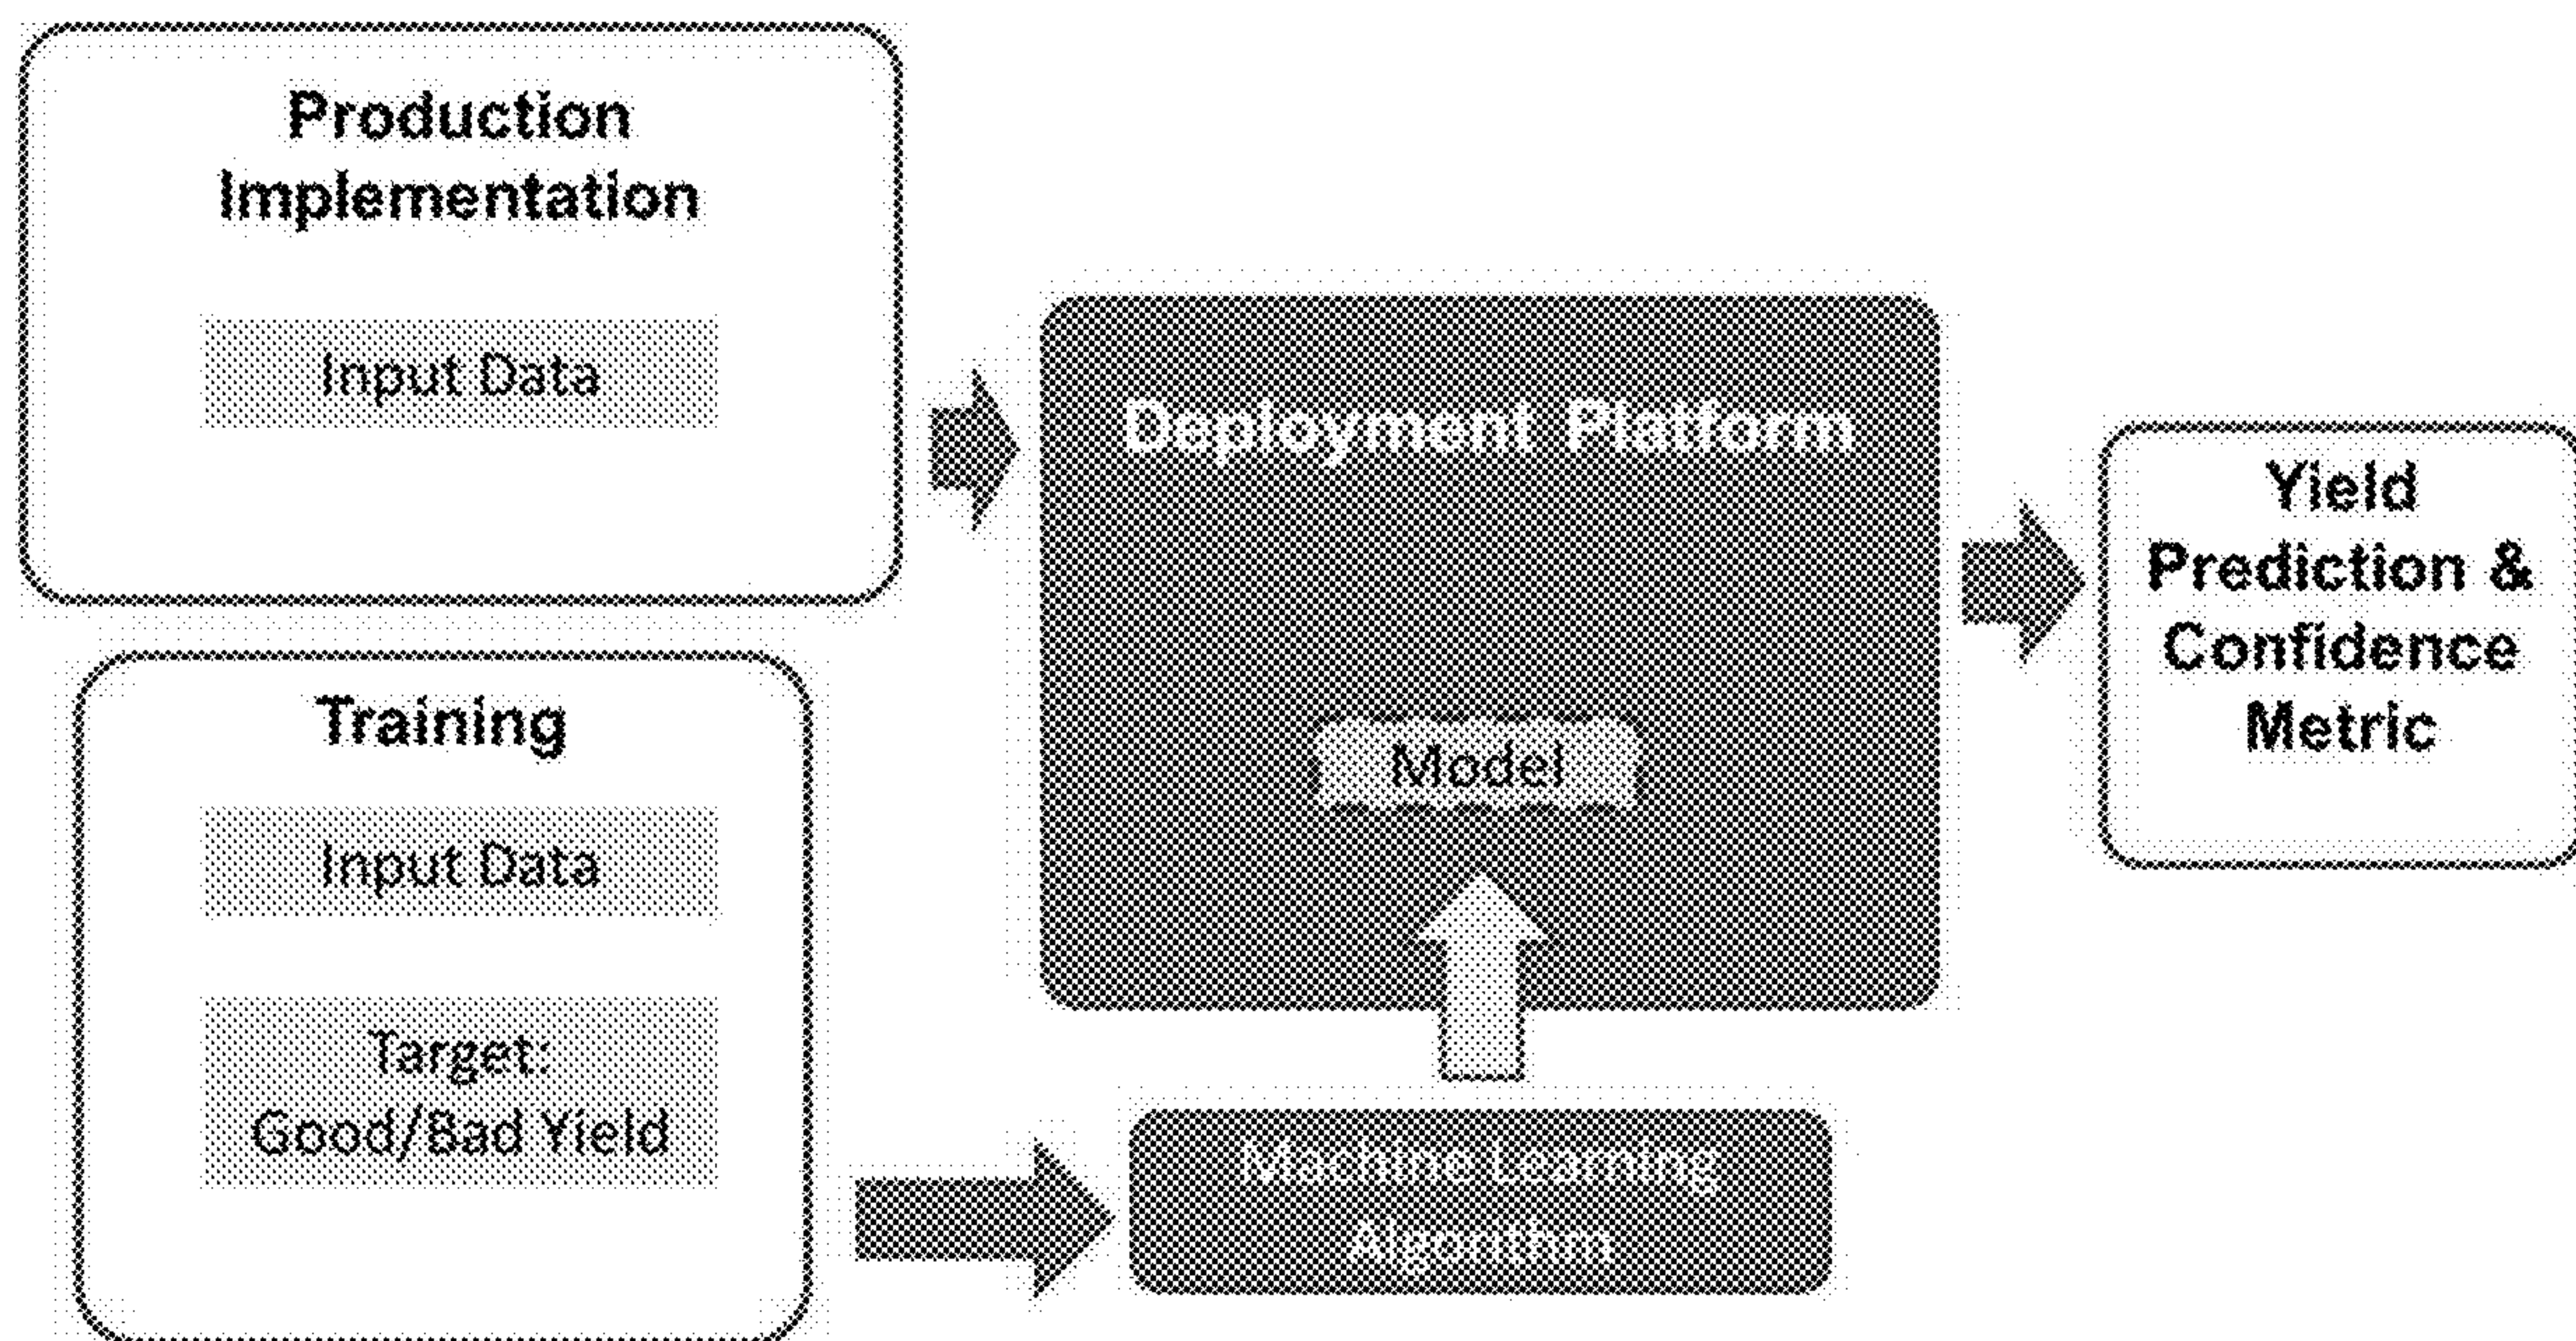 Production
Implementation
Input Data
Training
Input Data
Target:
Good/Bad Yield
Deployment Platform
Model
Machine Learning
Algorithm
Yield
Prediction &
Confidence
Metric